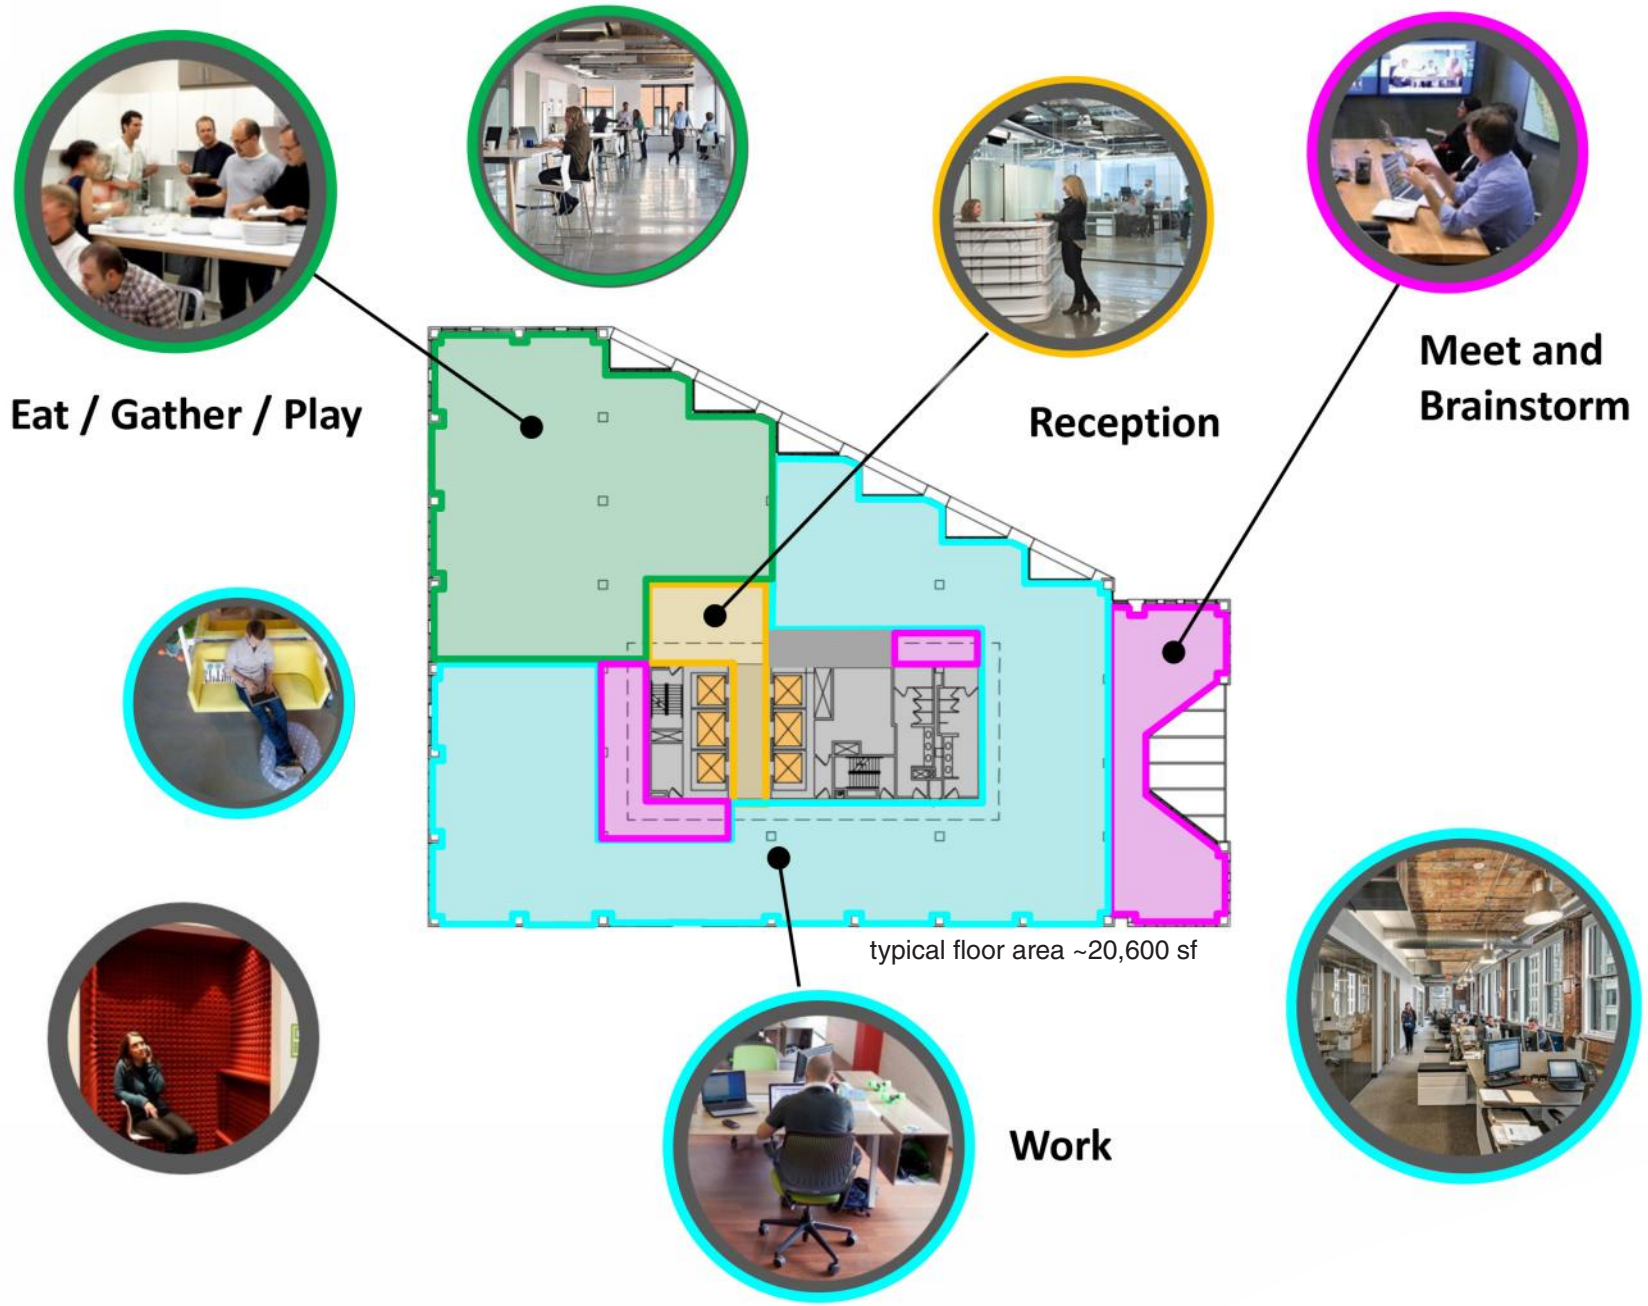 Eat / Gather / Play
Reception
Meet and
Brainstorm
typical floor area ~20,600 sf
Work